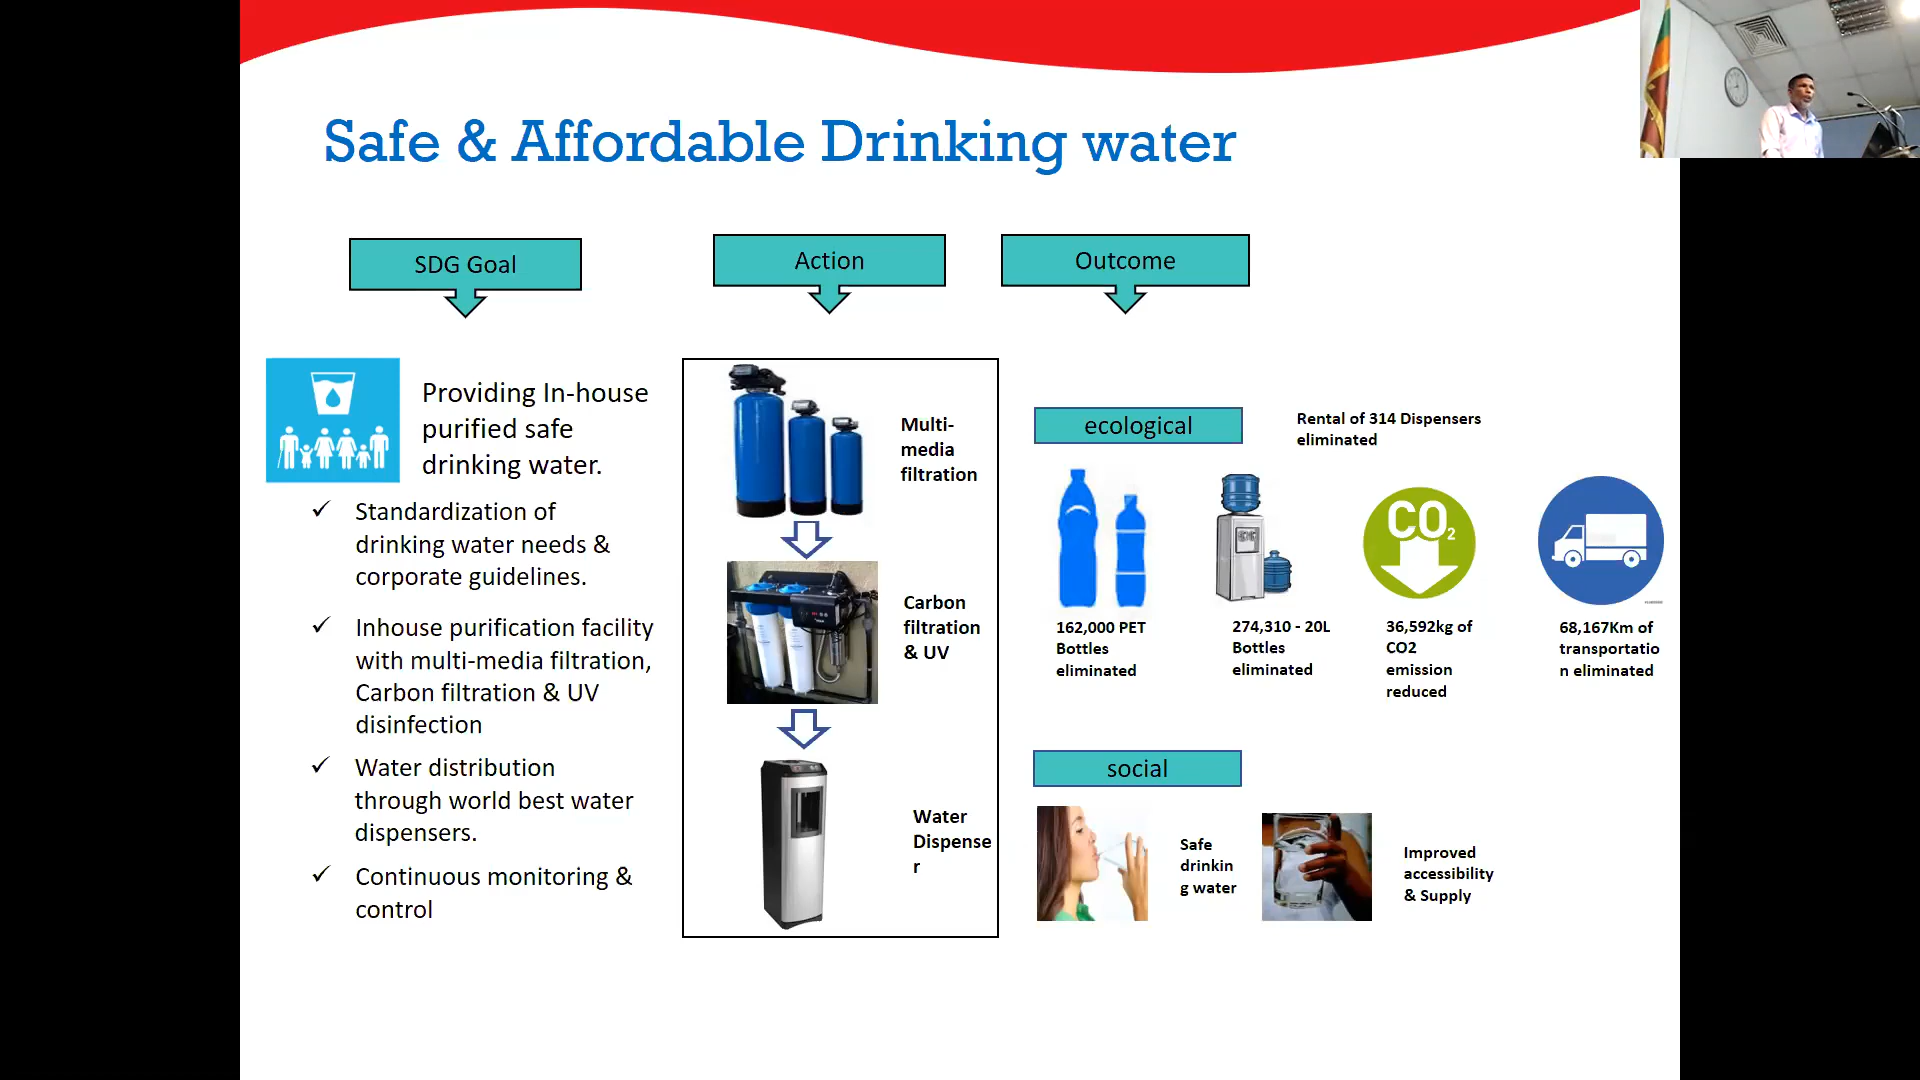 Safe & Affordable Drinking water
SDG Goal
Action
Outcome
Providing In-house
purified safe
drinking water.
Standardization of
drinking water needs &
corporate guidelines.
Inhouse purification facility
with multi-media filtration,
Carbon filtration & UV
disinfection
Water distribution
through world best water
dispensers.
Continuous monitoring &
control
Multi-
media
filtration
Carbon
filtration
& UV
Water
Dispense
r
ecological
Rental of 314 Dispensers
eliminated
CO2
162,000 PET
Bottles
eliminated
274,310 - 20L
Bottles
eliminated
36,592kg of
CO2
emission
reduced
68,167Km of
transportatio
n eliminated
social
Safe
drinkin
g water
Improved
accessibility
& Supply